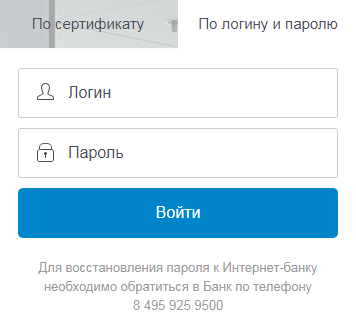 По сертификату
По логину и паролю
Логин
Пароль
Войти
Для восстановления пароля к Интернет-банку
необходимо обратиться в Банк по телефону
8 495 925 9500